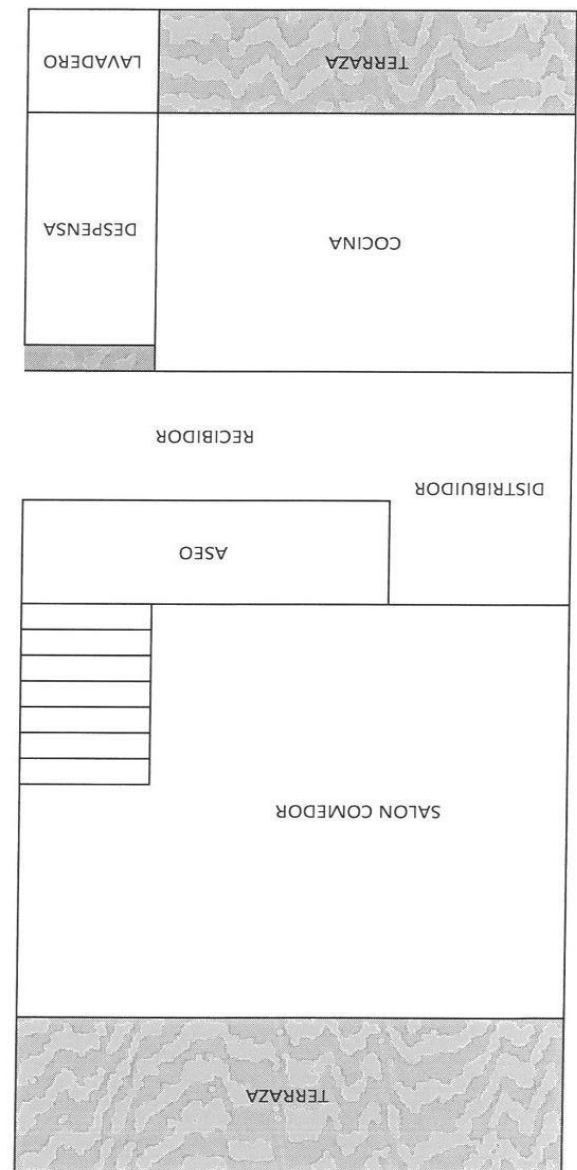 TERRAZA
SALON COMEDOR
ASEO
DISTRIBUIDOR
RECIBIDOR
COCINA
DESPENSA
TERRAZA
LAVADERO